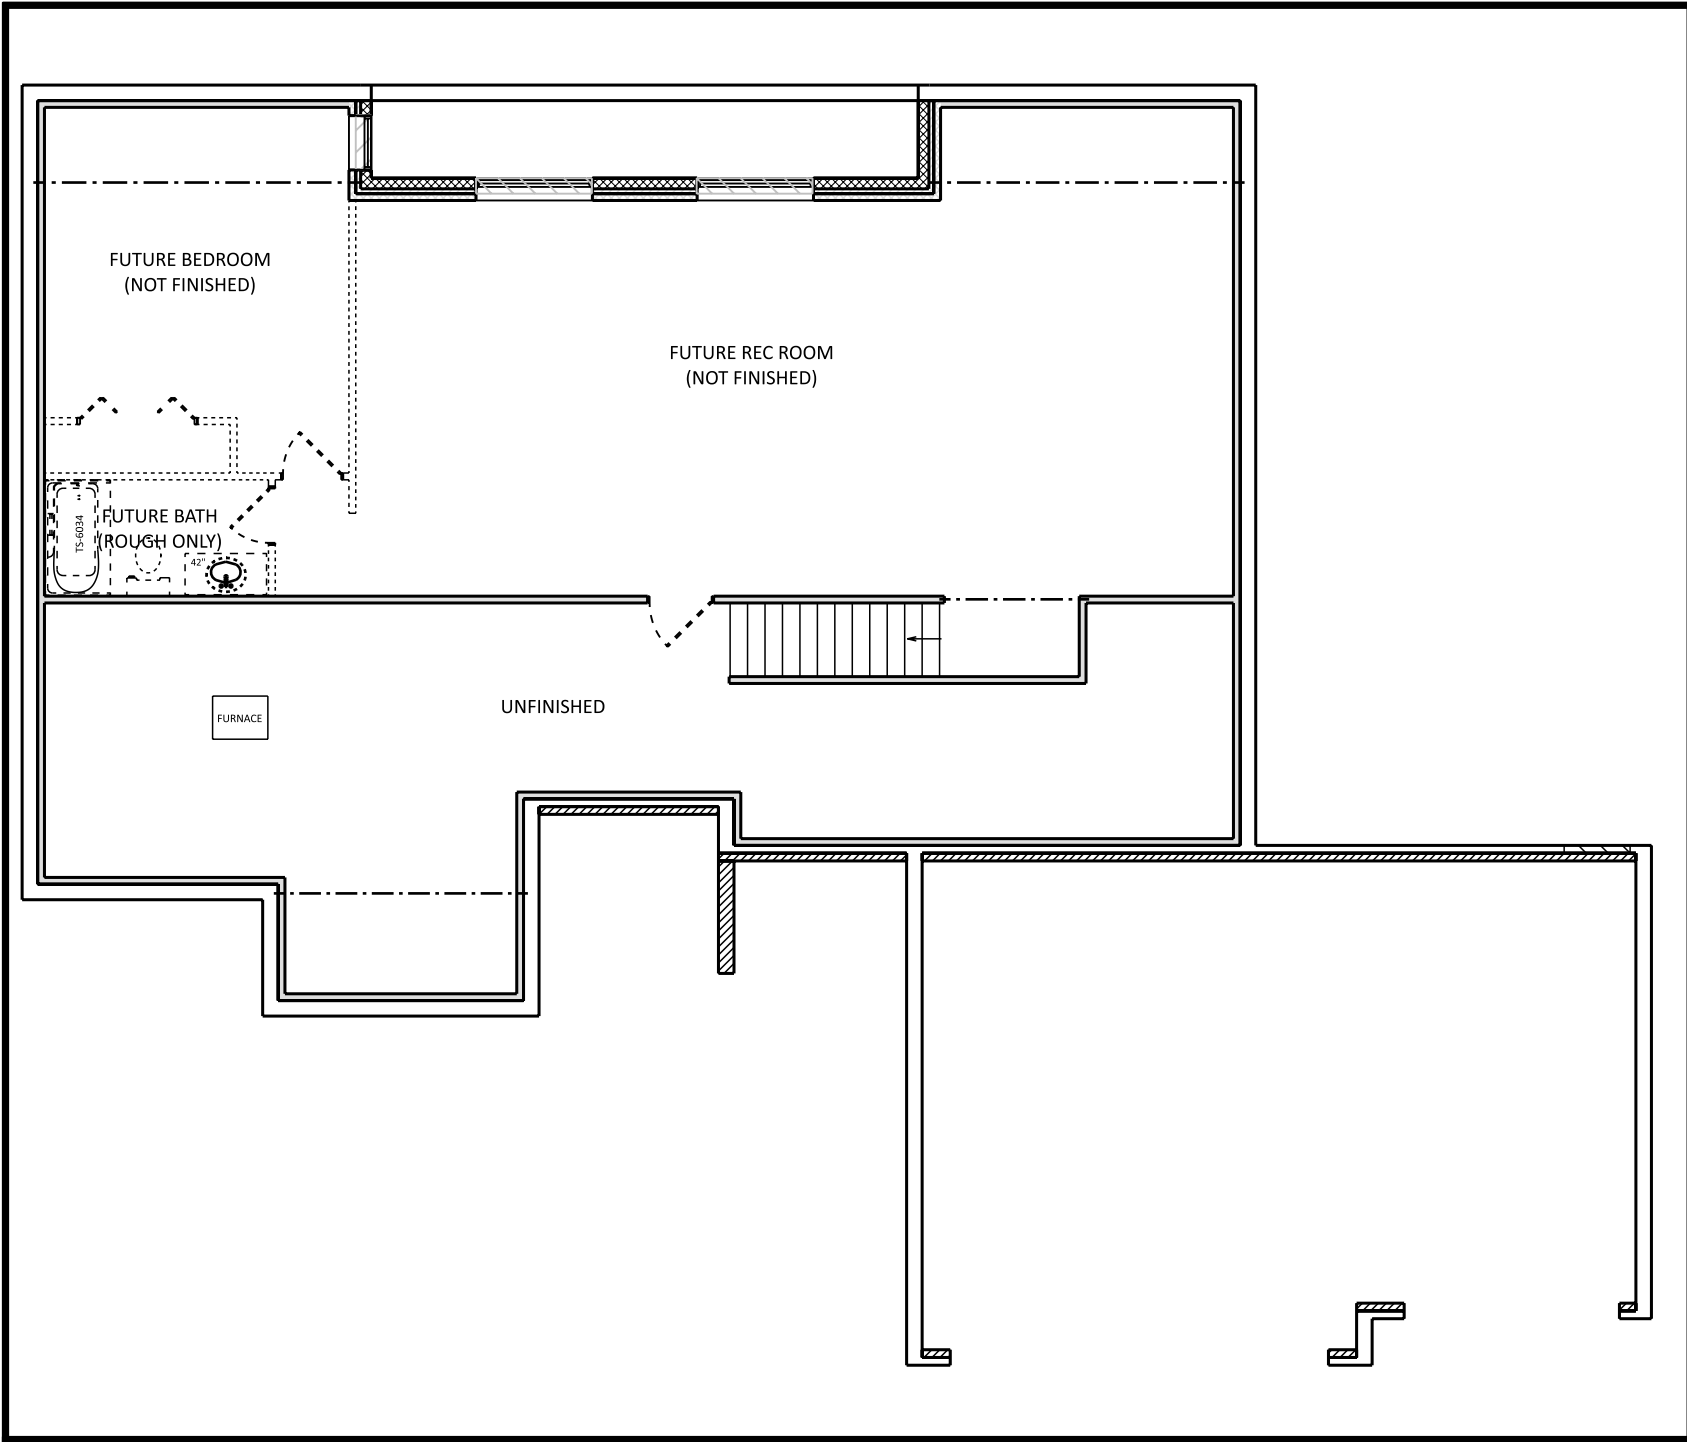 FUTURE BEDROOM
(NOT FINISHED)
FUTURE REC ROOM
(NOT FINISHED)
FUTURE BATH
(ROUGH ONLY)
TS-6034
42"
UNFINISHED
FURNACE